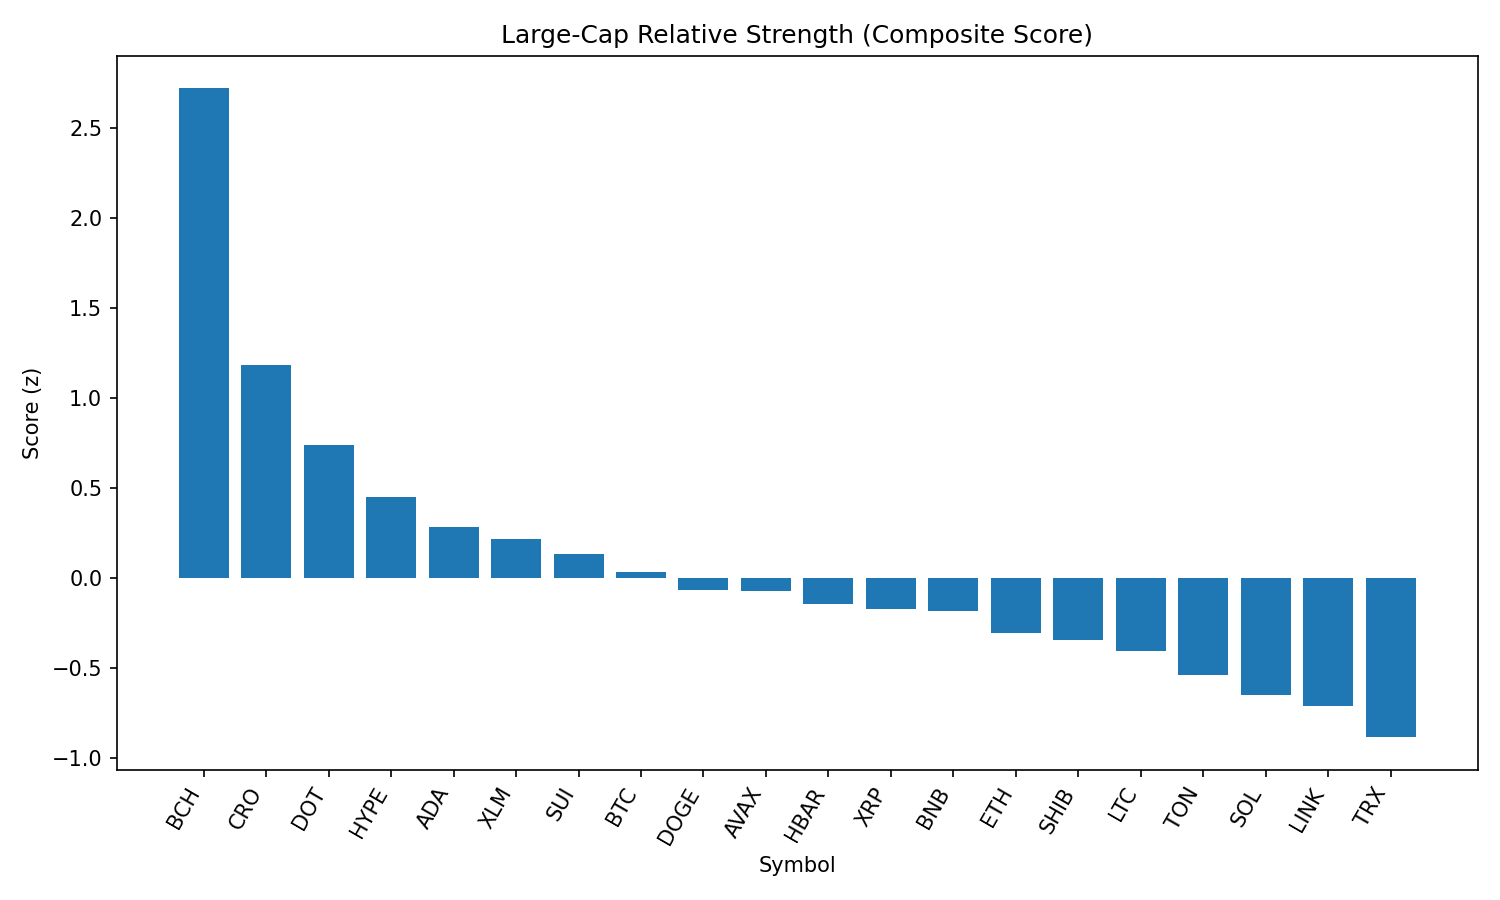 Large-Cap Relative Strength (Composite Score)
Score (z)
2.5
2.0
1.5
1.0
0.5
0.0
−0.5
−1.0
BCH
CRO
DOT
HYPE
ADA
XLM
SUI
BTC
DOGE
AVAX
HBAR
XRP
BNB
ETH
SHIB
LTC
TON
SOL
LINK
TRX
Symbol